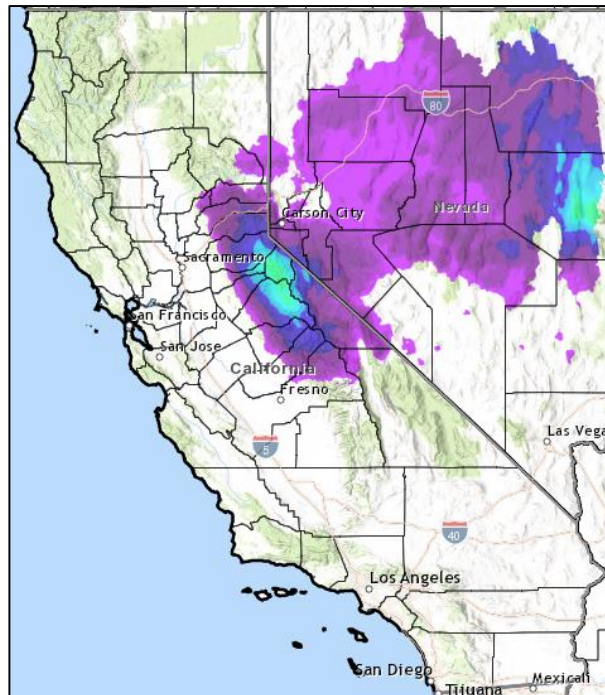 80
Carson City
Nevada
Sacramento
San Francisco
San Jose
California
Fresno
5
Las Vega
40
Los Angeles
San Diego
Tijuana
Mexicali